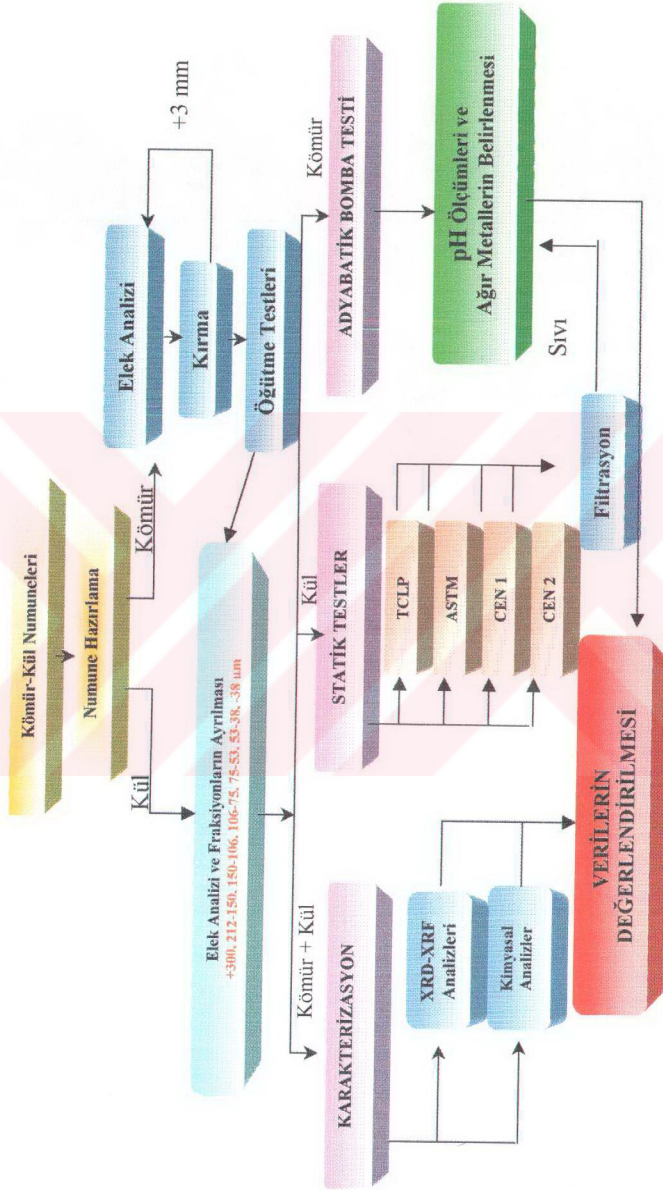 Kömür-Kül Numuneleri
Numune Hazırlama
Kül
Kömür
Elek Analizi
+3 mm
Kırma
Öğütme Testleri
Elek Analizi ve Fraksiyonların Ayrılması
+300, 212-150, 150-106, 106-75, 75-53, 53-38, -38 um
Kömür + Kül
Kül
Kömür
KARAKTERİZASYON
STATİK TESTLER
ADYABATİK BOMBA TESTİ
XRD-XRF
Analizleri
Kimyasal
Analizler
TCLP
ASTM
CEN 1
CEN 2
pH Ölçümleri ve
Ağır Metallerin Belirlenmesi
Sıvı
Filtrasyon
VERİLERİN
DEĞERLENDİRİLMESİ